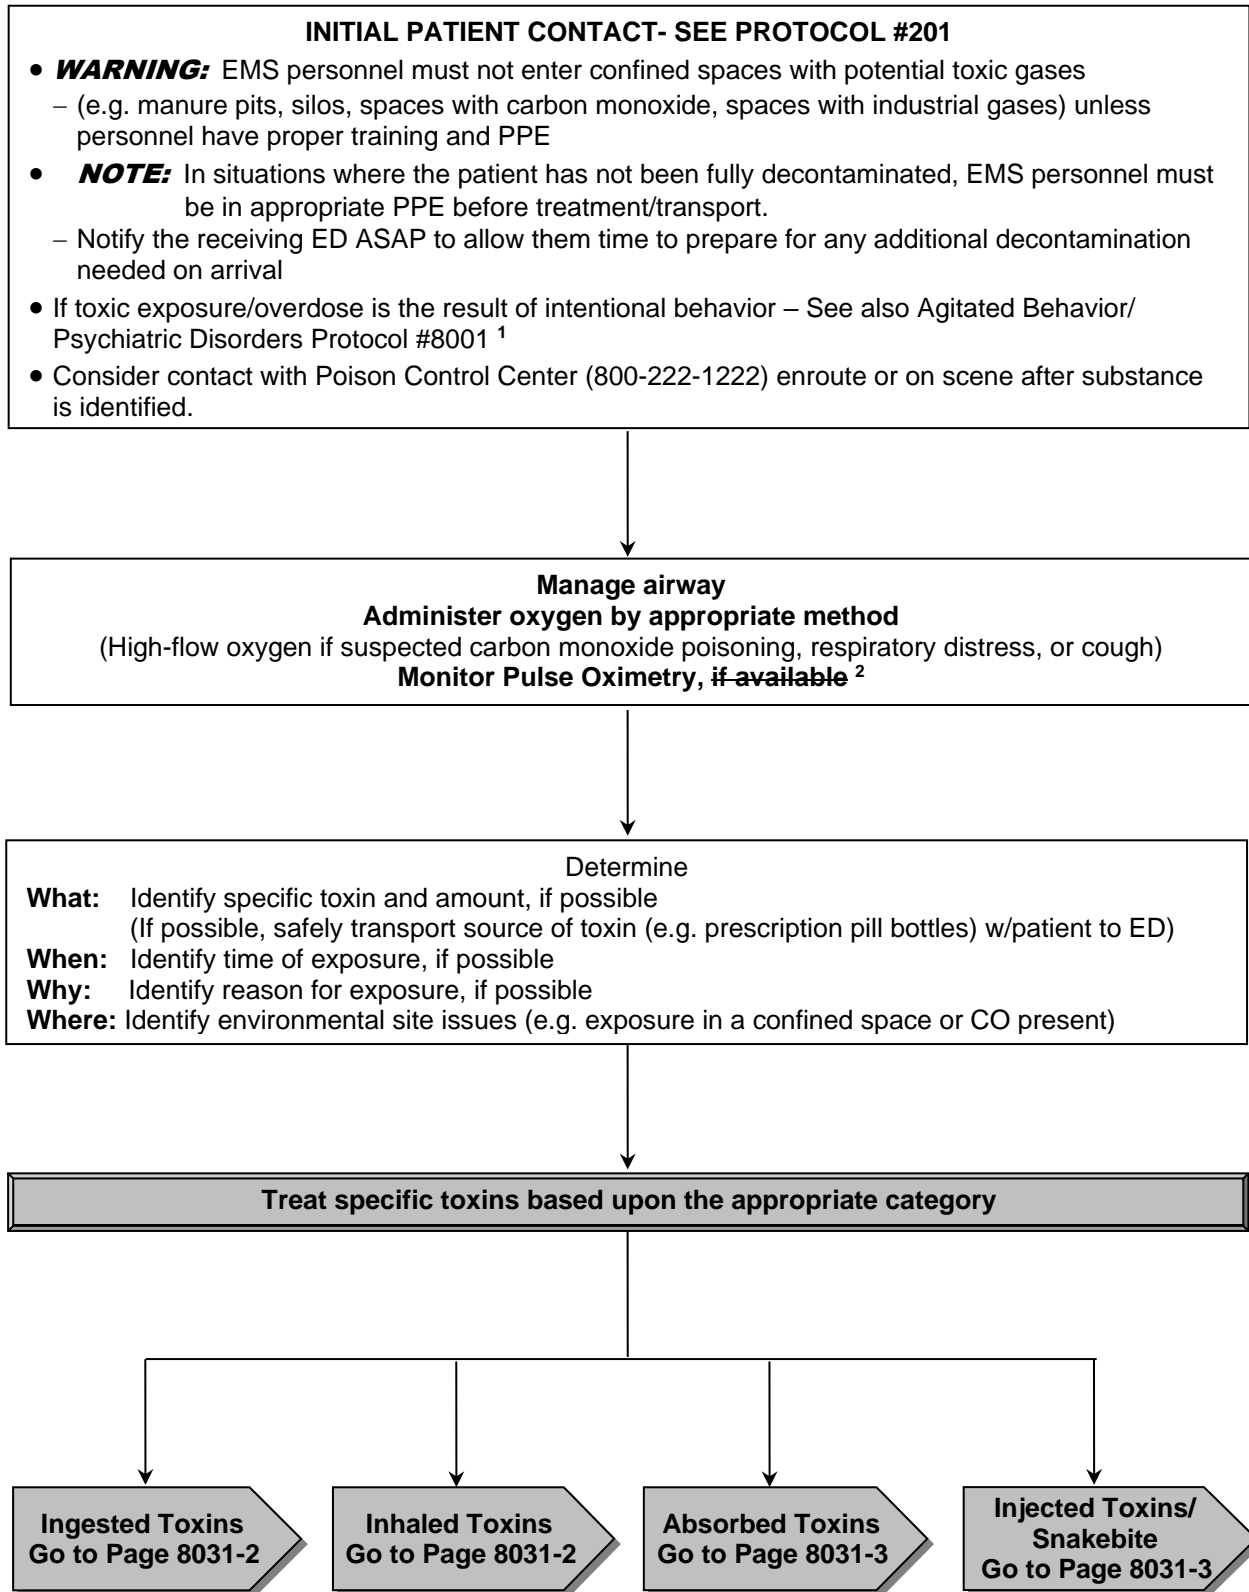 INITIAL PATIENT CONTACT- SEE PROTOCOL #201
• WARNING: EMS personnel must not enter confined spaces with potential toxic gases
– (e.g. manure pits, silos, spaces with carbon monoxide, spaces with industrial gases) unless
personnel have proper training and PPE
• NOTE: In situations where the patient has not been fully decontaminated, EMS personnel must
be in appropriate PPE before treatment/transport.
– Notify the receiving ED ASAP to allow them time to prepare for any additional decontamination
needed on arrival
• If toxic exposure/overdose is the result of intentional behavior – See also Agitated Behavior/
Psychiatric Disorders Protocol #8001 1
• Consider contact with Poison Control Center (800-222-1222) enroute or on scene after substance
is identified.
Manage airway
Administer oxygen by appropriate method
(High-flow oxygen if suspected carbon monoxide poisoning, respiratory distress, or cough)
Monitor Pulse Oximetry, if available 2
Determine
What: Identify specific toxin and amount, if possible
(If possible, safely transport source of toxin (e.g. prescription pill bottles) w/patient to ED)
When: Identify time of exposure, if possible
Why: Identify reason for exposure, if possible
Where: Identify environmental site issues (e.g. exposure in a confined space or CO present)
Treat specific toxins based upon the appropriate category
Ingested Toxins
Go to Page 8031-2
Inhaled Toxins
Go to Page 8031-2
Absorbed Toxins
Go to Page 8031-3
Injected Toxins/
Snakebite
Go to Page 8031-3